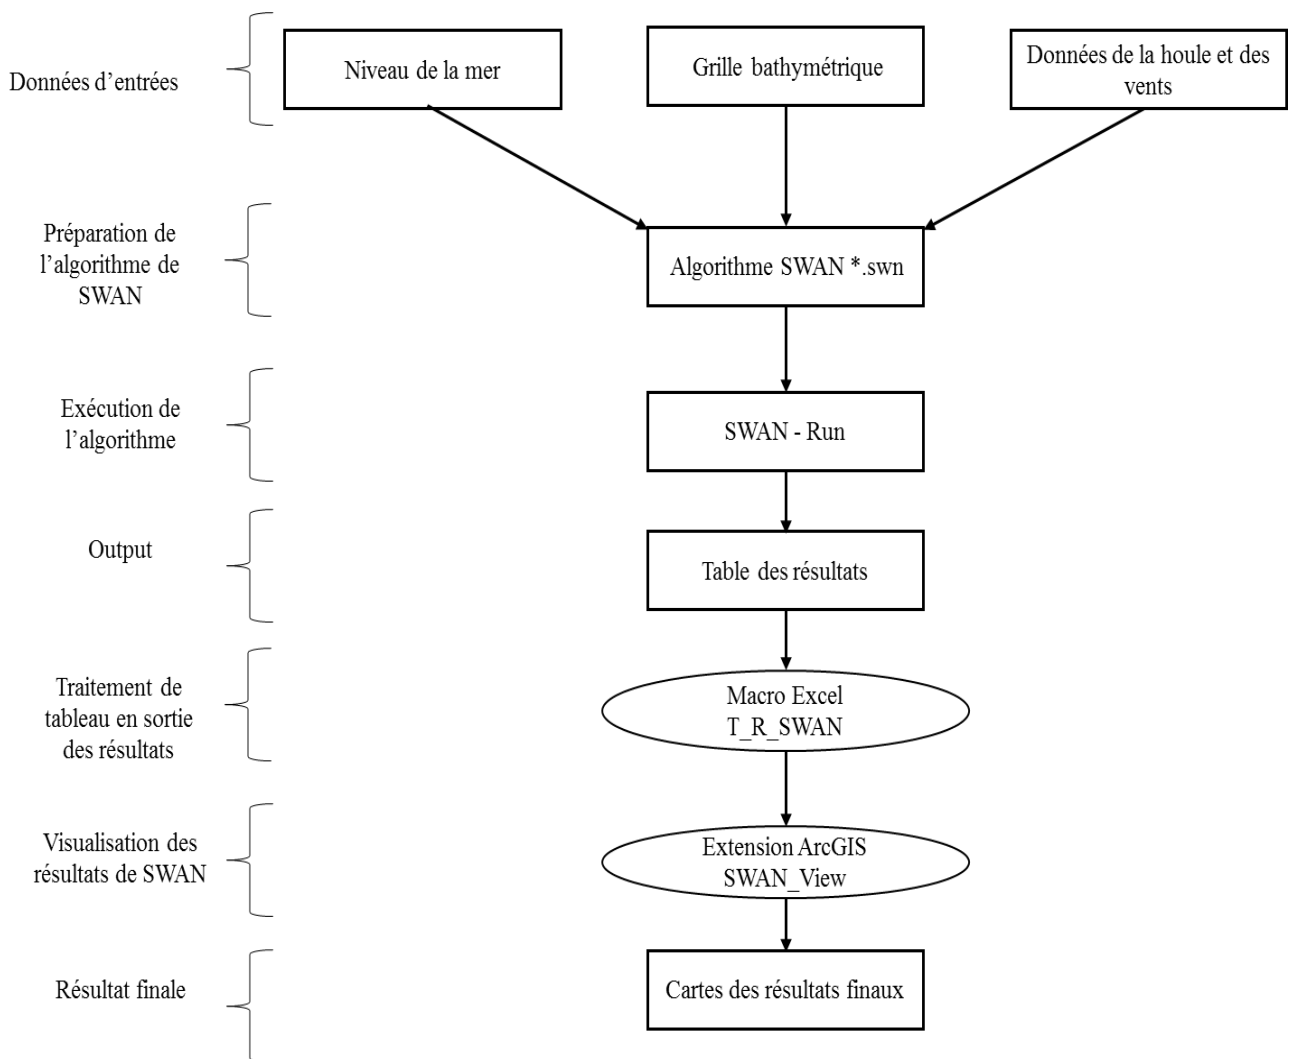 Données d'entrées
Niveau de la mer
Grille bathymétrique
Données de la houle et des
vents
Préparation de
l'algorithme de
SWAN
Algorithme SWAN *.swn
Exécution de
l'algorithme
SWAN - Run
Output
Table des résultats
Traitement de
tableau en sortie
des résultats
Macro Excel
T_R_SWAN
Visualisation des
résultats de SWAN
Extension ArcGIS
SWAN_View
Résultat finale
Cartes des résultats finaux